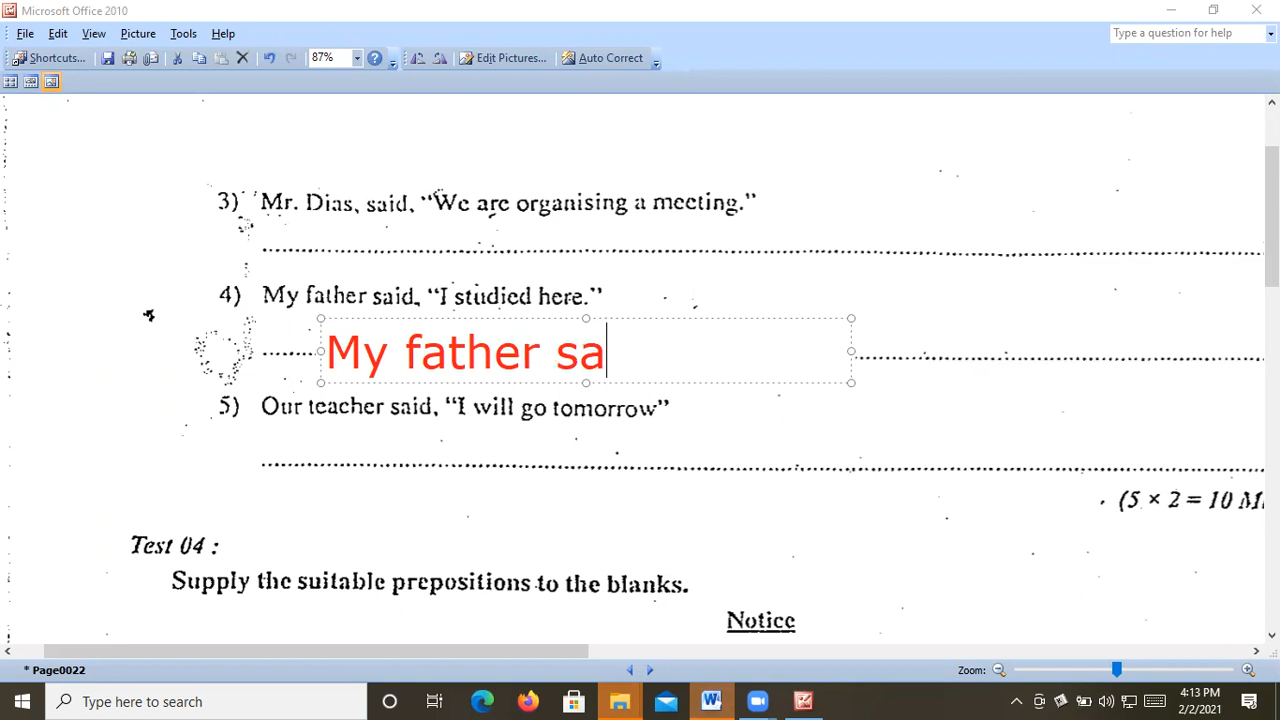 Microsoft Office 2010
File Edit View Picture Tools Help
Type a question for help
Shortcuts... 87% Edit Pictures... Auto Correct
3) Mr. Dias, said, “We are organising a meeting.”
4) My father said, “I studied here.”
My father sa
5) Our teacher said, “I will go tomorrow”
(5 × 2 = 10 M
Test 04 :
Supply the suitable prepositions to the blanks.
Notice
* Page0022 Zoom:
Type here to search
4:13 PM
2/2/2021